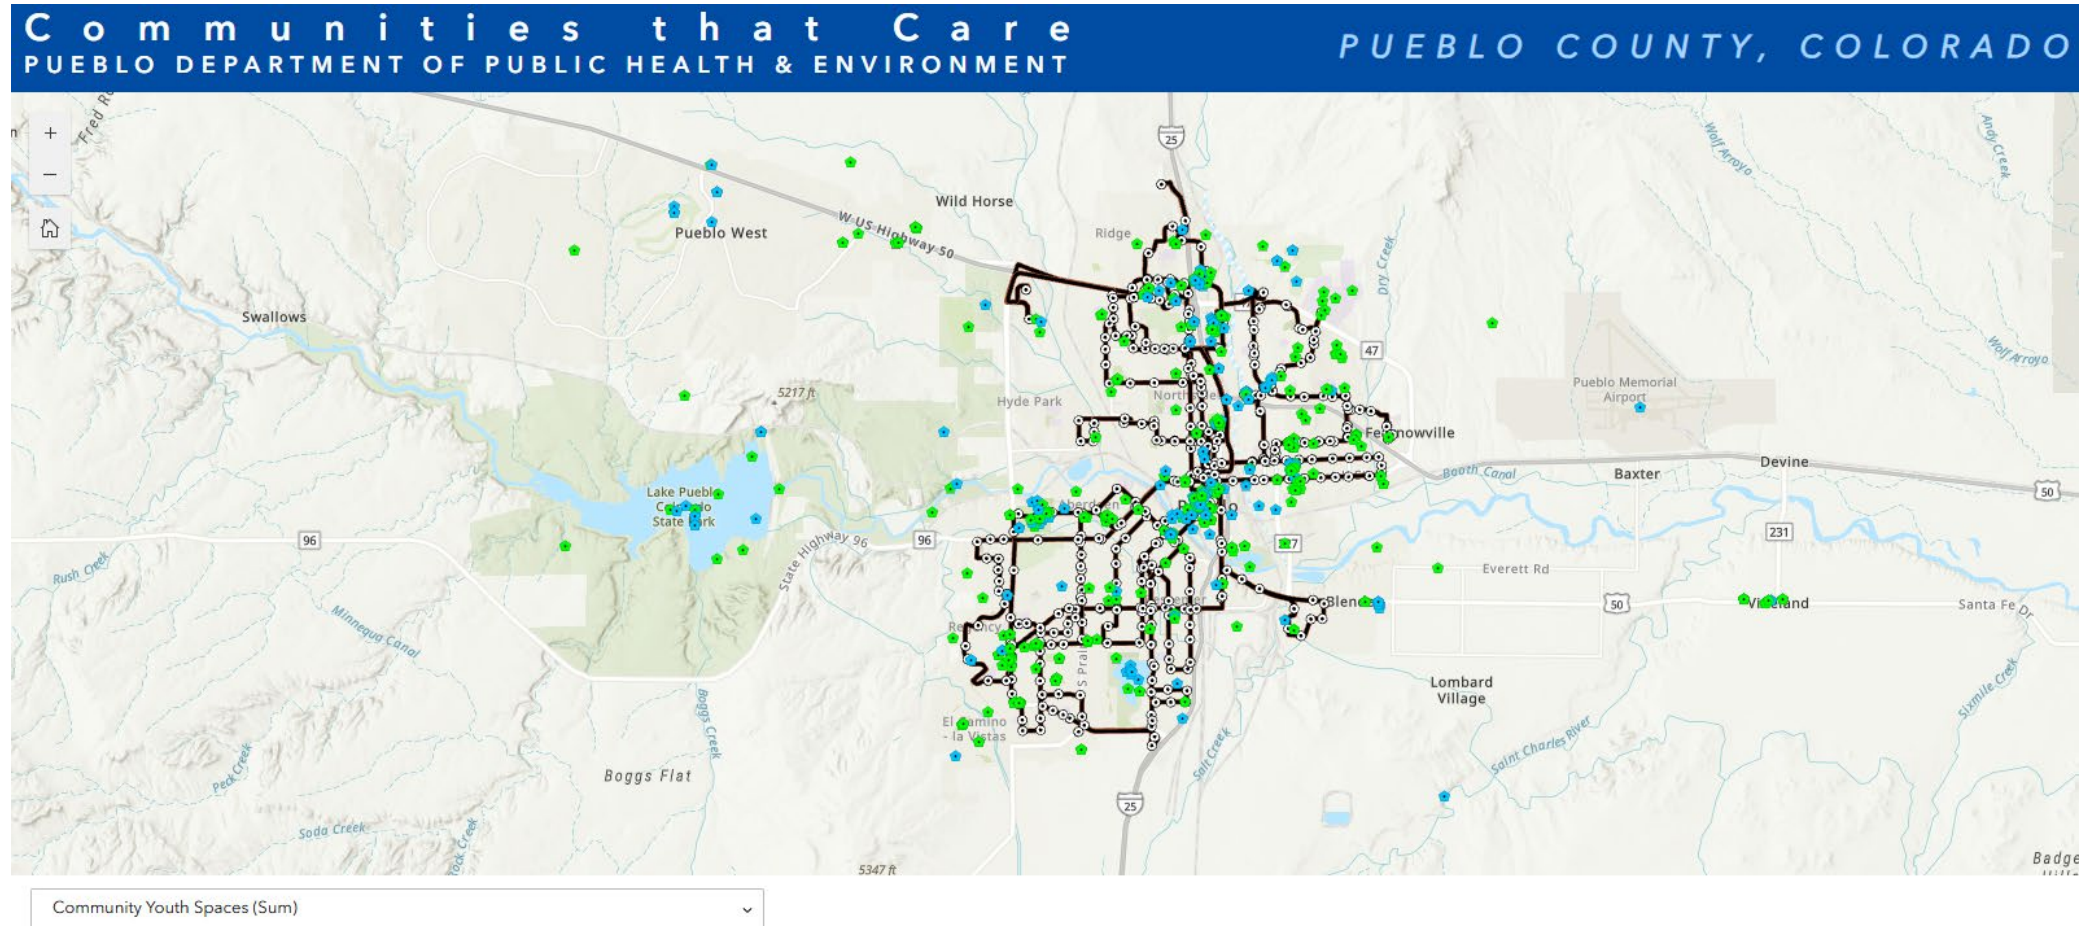 Communities that Care
PUEBLO DEPARTMENT OF PUBLIC HEALTH & ENVIRONMENT
PUEBLO COUNTY, COLORADO
25
Wolf Arroyo
Andy Creek
+
−
Wild Horse
W US Highway 50
Pueblo West
Ridge
Dry Creek
Swallows
47
Wolf Arroyo
5217 ft
Hyde Park
Pueblo Memorial
Airport
Booth Canal
Baxter
Devine
50
Lake Pueblo
State Park
96
State Highway 96
96
231
Rush Creek
Everett Rd
50
Santa Fe Dr
Minnequa Canal
Lombard
Village
Boggs Creek
Sixmile Creek
- la Vistas
Salt Creek
Saint Charles River
Peck Creek
Boggs Flat
25
Soda Creek
5347 ft
Community Youth Spaces (Sum)